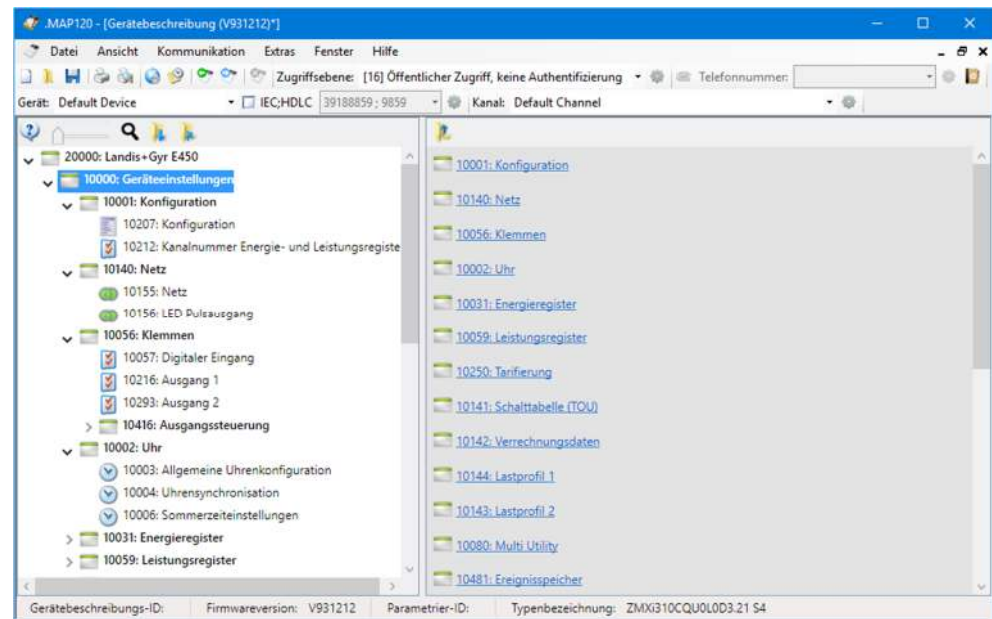 .MAP120 - [Gerätebeschreibung (V931212)*]
Datei Ansicht Kommunikation Extras Fenster Hilfe
Zugriffsebene: [16] Öffentlicher Zugriff, keine Authentifizierung Telefonnummer:
Gerät: Default Device IEC;HDLC 39188859 ; 9859 Kanal: Default Channel
20000: Landis+Gyr E450
10000: Geräteeinstellungen
10001: Konfiguration
10207: Konfiguration
10212: Kanalnummer Energie- und Leistungsregiste
10140: Netz
10155: Netz
10156: LED Pulsausgang
10056: Klemmen
10057: Digitaler Eingang
10216: Ausgang 1
10293: Ausgang 2
10416: Ausgangssteuerung
10002: Uhr
10003: Allgemeine Uhrenkonfiguration
10004: Uhrensynchronisation
10006: Sommerzeiteinstellungen
10031: Energieregister
10059: Leistungsregister
10001: Konfiguration
10140: Netz
10056: Klemmen
10002: Uhr
10031: Energieregister
10059: Leistungsregister
10250: Tarifierung
10141: Schalttabelle (TOU)
10142: Verrechnungsdaten
10144: Lastprofil 1
10143: Lastprofil 2
10080: Multi Utility
10481: Ereignisspeicher
Gerätebeschreibungs-ID: Firmwareversion: V931212 Parametrier-ID: Typenbezeichnung: ZMXi310CQU0L0D3.21 S4